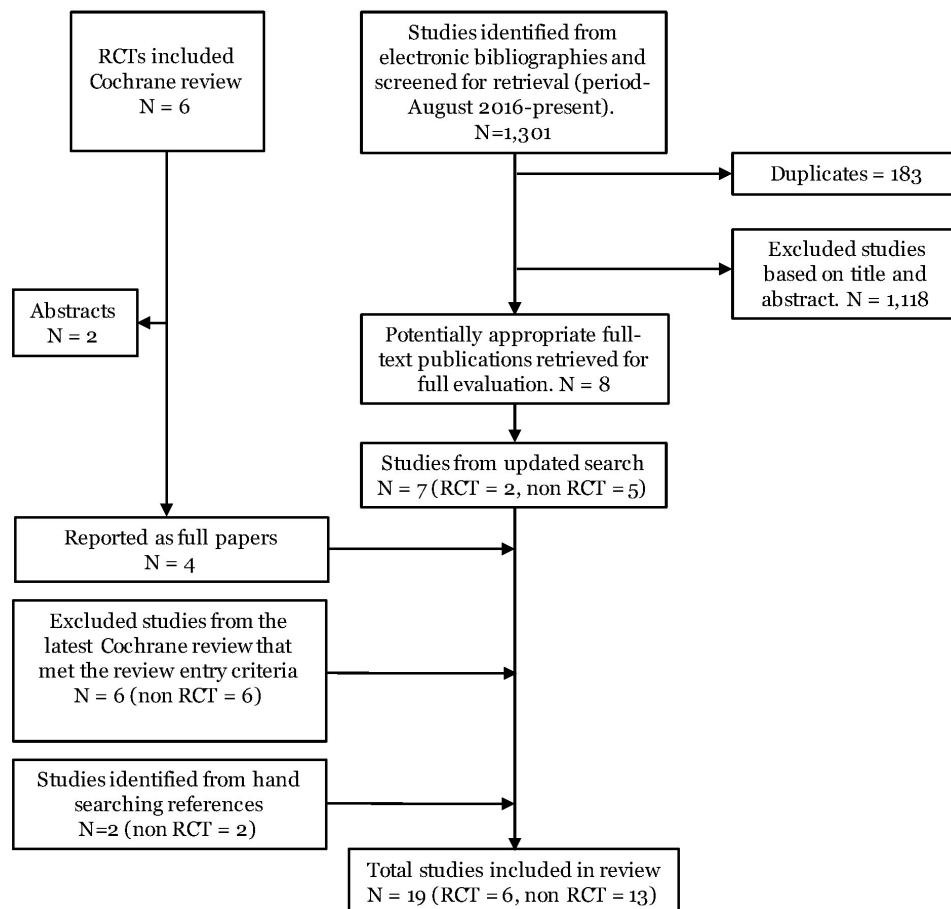 RCTs included
Cochrane review
N = 6
Studies identified from
electronic bibliographies and
screened for retrieval (period-
August 2016-present).
N=1,301
Duplicates = 183
Excluded studies
based on title and
abstract. N = 1,118
Abstracts
N = 2
Potentially appropriate full-
text publications retrieved for
full evaluation. N = 8
Studies from updated search
N = 7 (RCT = 2, non RCT = 5)
Reported as full papers
N = 4
Excluded studies from the
latest Cochrane review that
met the review entry criteria
N = 6 (non RCT = 6)
Studies identified from hand
searching references
N=2 (non RCT = 2)
Total studies included in review
N = 19 (RCT = 6, non RCT = 13)